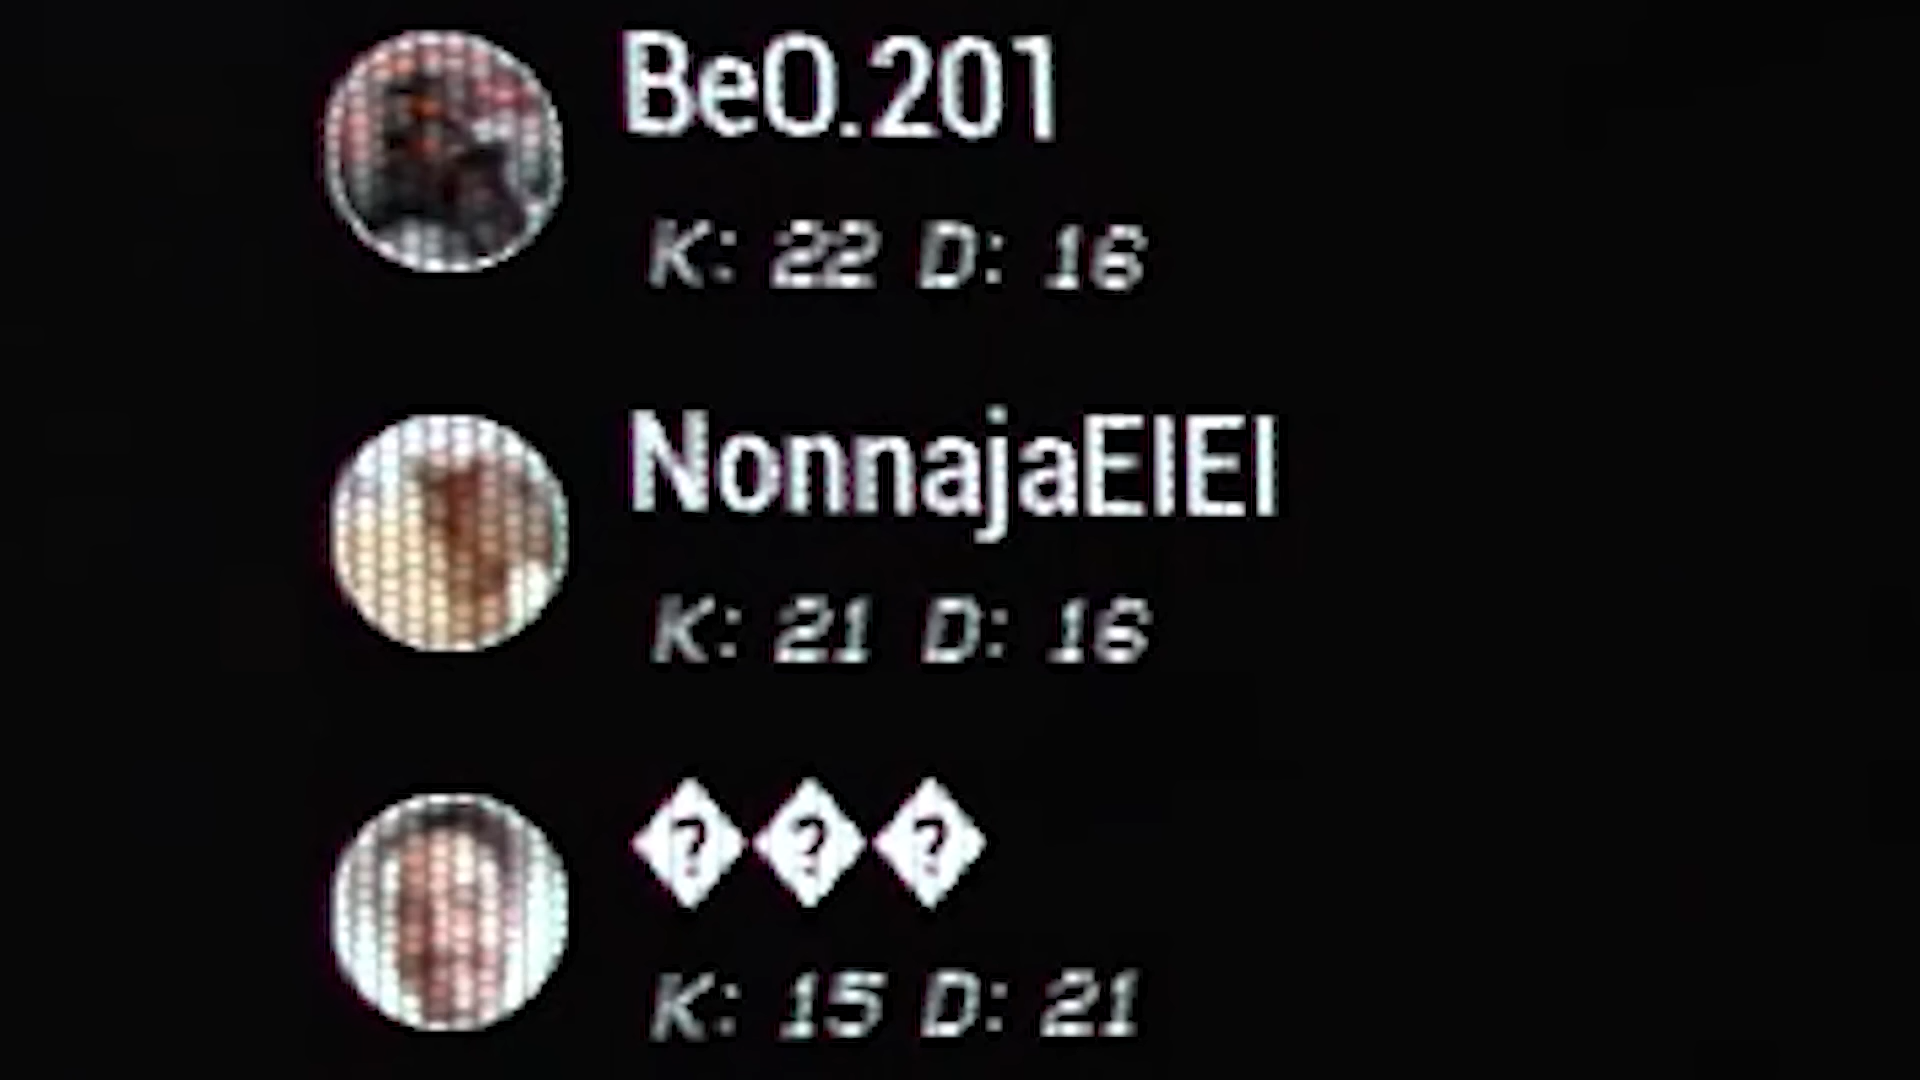 BeO.201
K: 22 D: 16
NonnajaEIEI
K: 21 D: 16
���
K: 15 D: 21